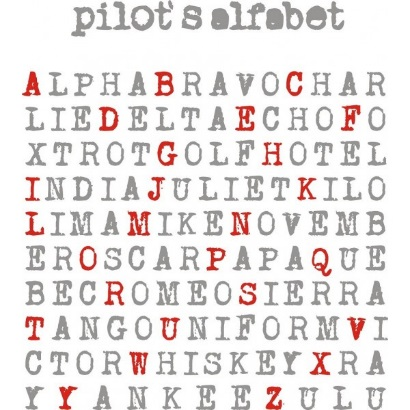 pilot's alfabet
ALPHABRAVOCHAR
LIEDELTAECHOFO
XTROTGOLFHOTEL
INDIAJULIETKILO
LIMAMIKENOVEMB
EROSCARPAPAQUE
BECROMEOSIERRA
TANGOUNIFORMVI
CTORWHISKEYXRA
YYANKEEZULU